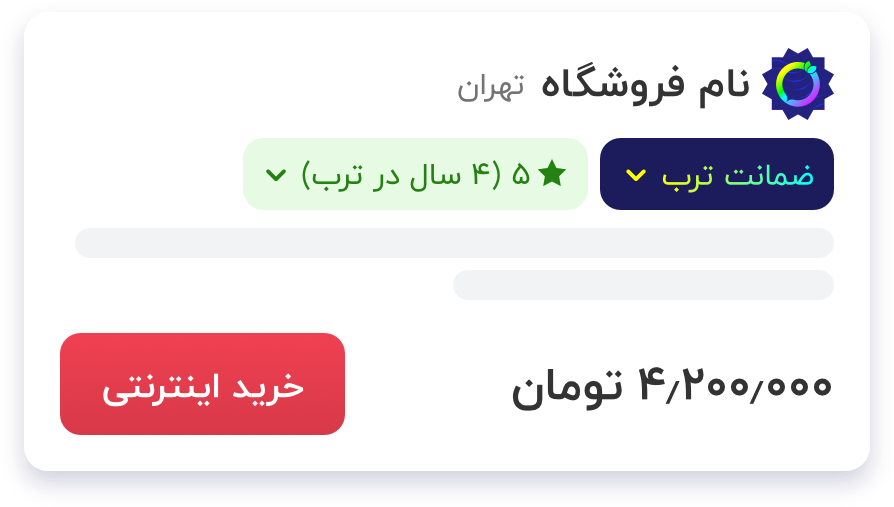 نام فروشگاه تهران
ضمانت ترب ۵ (۴ سال در ترب)
۴٫۲۰۰٫۰۰۰ تومان خرید اینترنتی